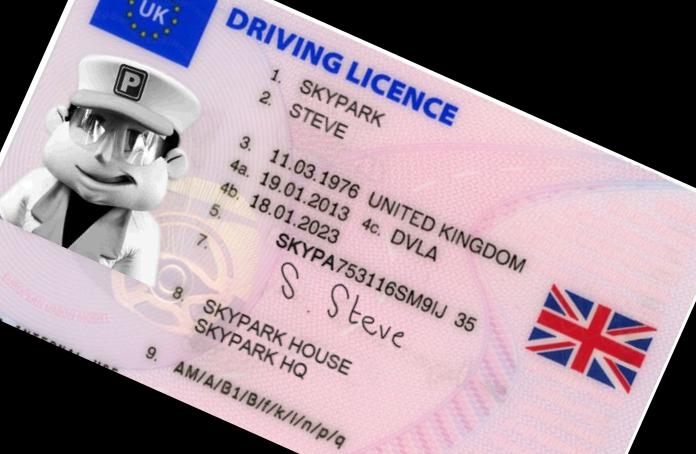 UK
DRIVING LICENCE
1. SKYPARK
2. STEVE
3. 11.03.1976 UNITED KINGDOM
4a. 19.01.2013 4c. DVLA
4b. 18.01.2023
5. SKYPA753116SM9IJ 35
7. S. Steve
8. SKYPARK HOUSE
SKYPARK HQ
9. AM/A/B1/B/f/k/l/n/p/q
P